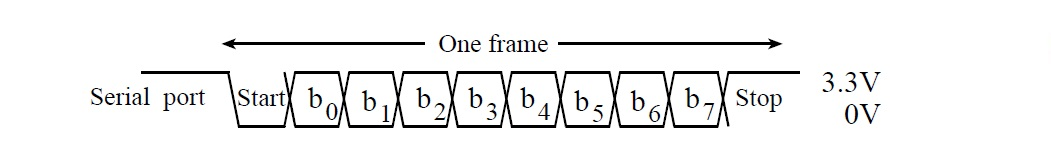 One frame
Serial port Start b0 b1 b2 b3 b4 b5 b6 b7 Stop 3.3V
0V